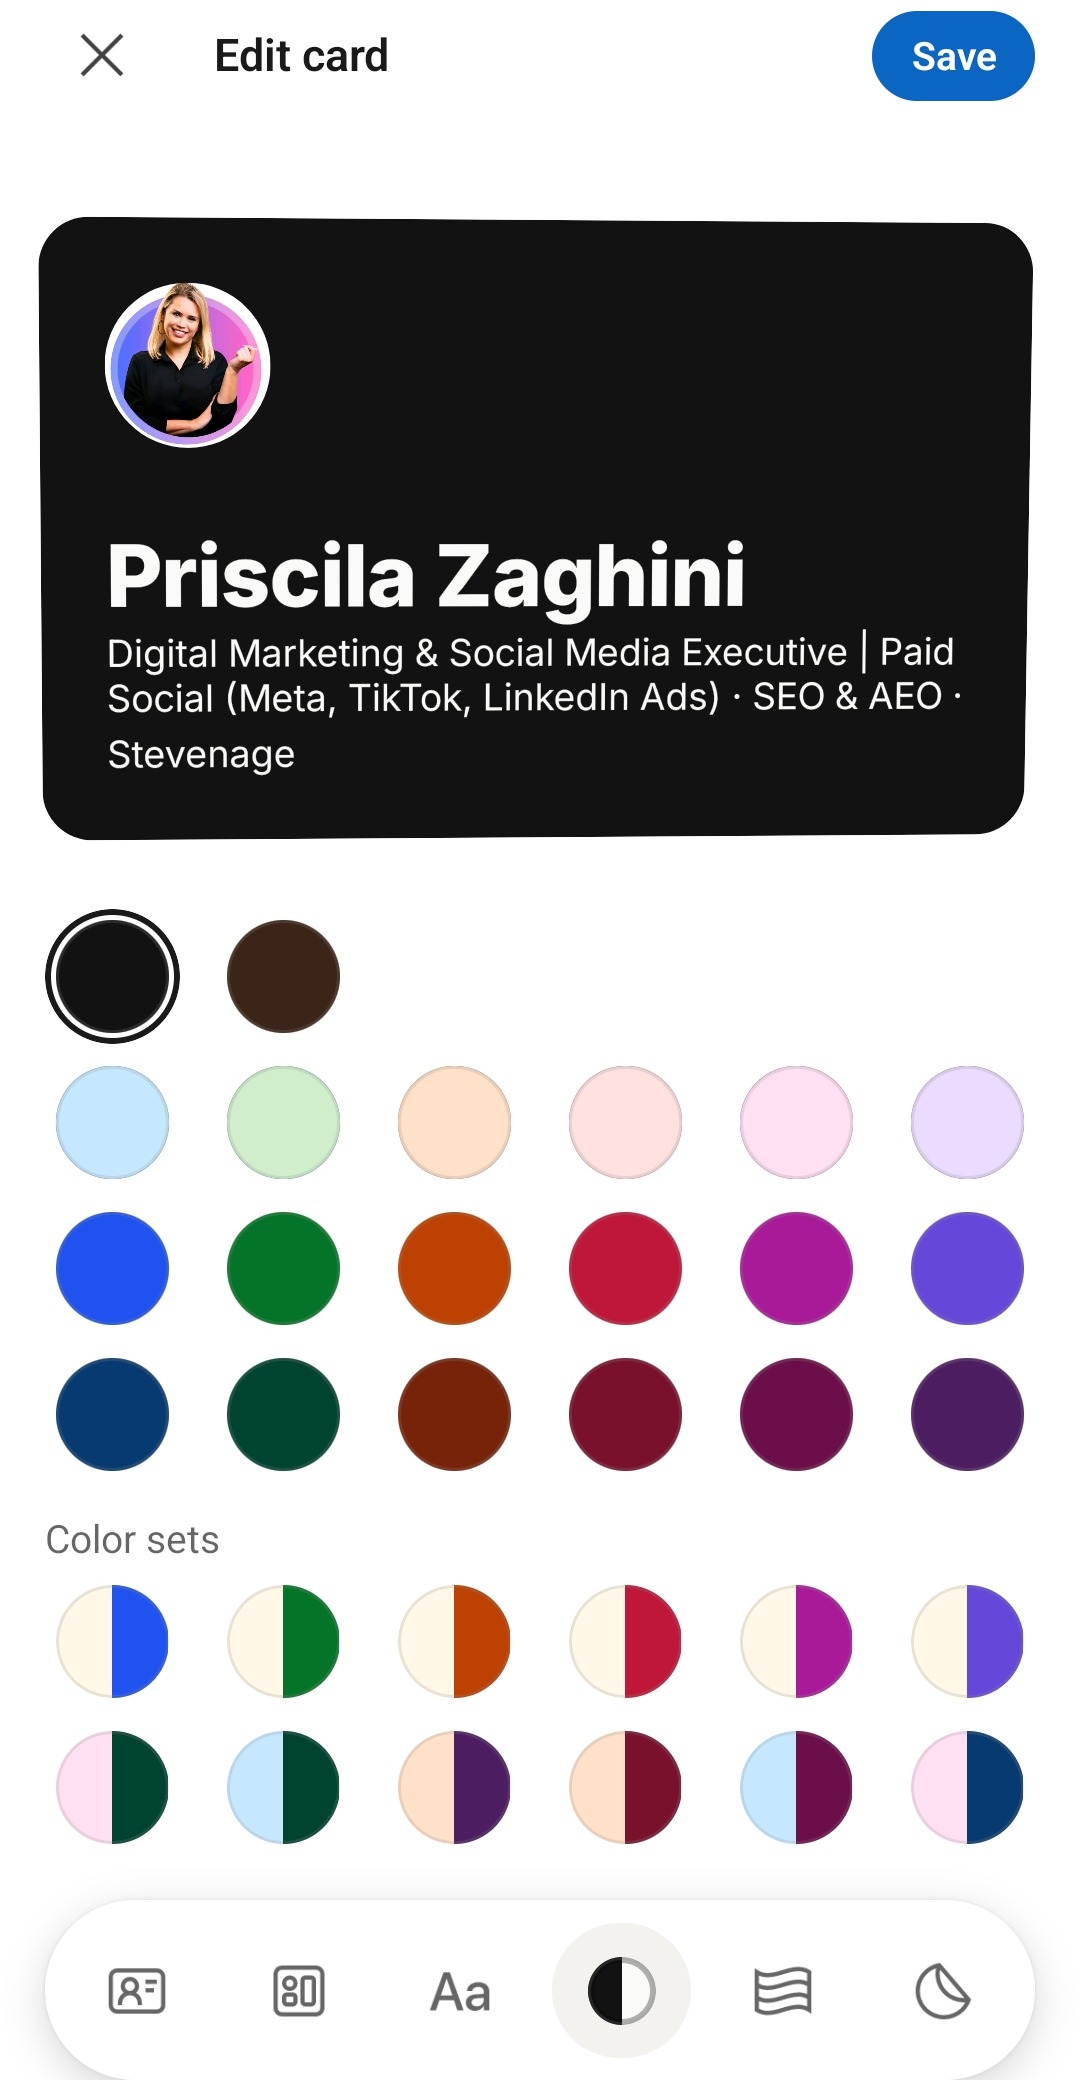 Edit card
Save
Priscila Zaghini
Digital Marketing & Social Media Executive | Paid
Social (Meta, TikTok, LinkedIn Ads) · SEO & AEO ·
Stevenage
Color sets
Aa